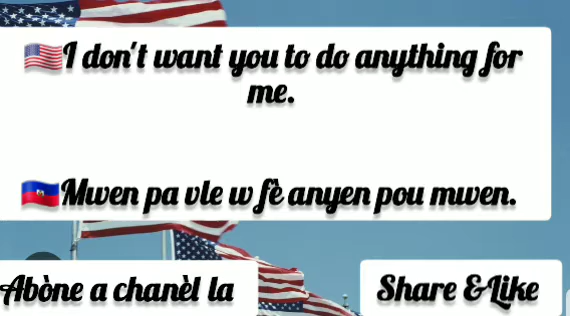 🇺🇸I don't want you to do anything for
me.
🇭🇹Mwen pa vle w fè anyen pou mwen.
Abòne a chanèl la
Share & Like